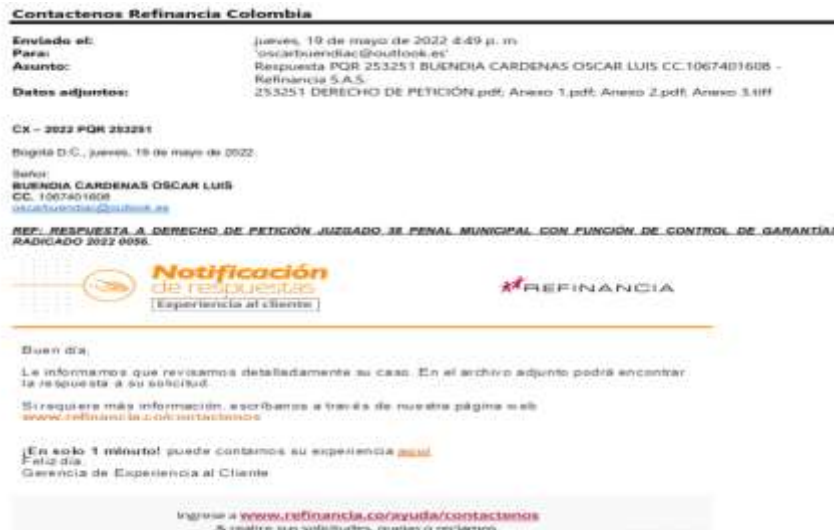 Contactenos Refinancia Colombia
Enviado el: jueves, 19 de mayo de 2022 4:49 p. m.
Para: 'oscarbuendiac@outlook.es'
Asunto: Respuesta PQR 253251 BUENDIA CARDENAS OSCAR LUIS CC.1067401608 -
Refinancia S.A.S.
Datos adjuntos: 253251 DERECHO DE PETICIÓN.pdf; Anexo 1.pdf; Anexo 2.pdf; Anexo 3.tiff
CX – 2022 PQR 253251
Bogotá D.C., jueves, 19 de mayo de 2022.
Señor
BUENDIA CARDENAS OSCAR LUIS
CC. 1067401608
oscarbuendiac@outlook.es
REF: RESPUESTA A DERECHO DE PETICIÓN JUZGADO 38 PENAL MUNICIPAL CON FUNCIÓN DE CONTROL DE GARANTÍAS
RADICADO 2022 0056.
Notificación
de respuestas
Experiencia al cliente
REFINANCIA
Buen día,
Le informamos que revisamos detalladamente su caso. En el archivo adjunto podrá encontrar
la respuesta a su solicitud.
Si requiere más información, escríbanos a través de nuestra página web
www.refinancia.co/contactenos
¡En solo 1 minuto! puede contarnos su experiencia aquí
Feliz día.
Gerencia de Experiencia al Cliente
Ingrese a www.refinancia.co/ayuda/contactenos
& realice sus solicitudes, quejas o reclamos